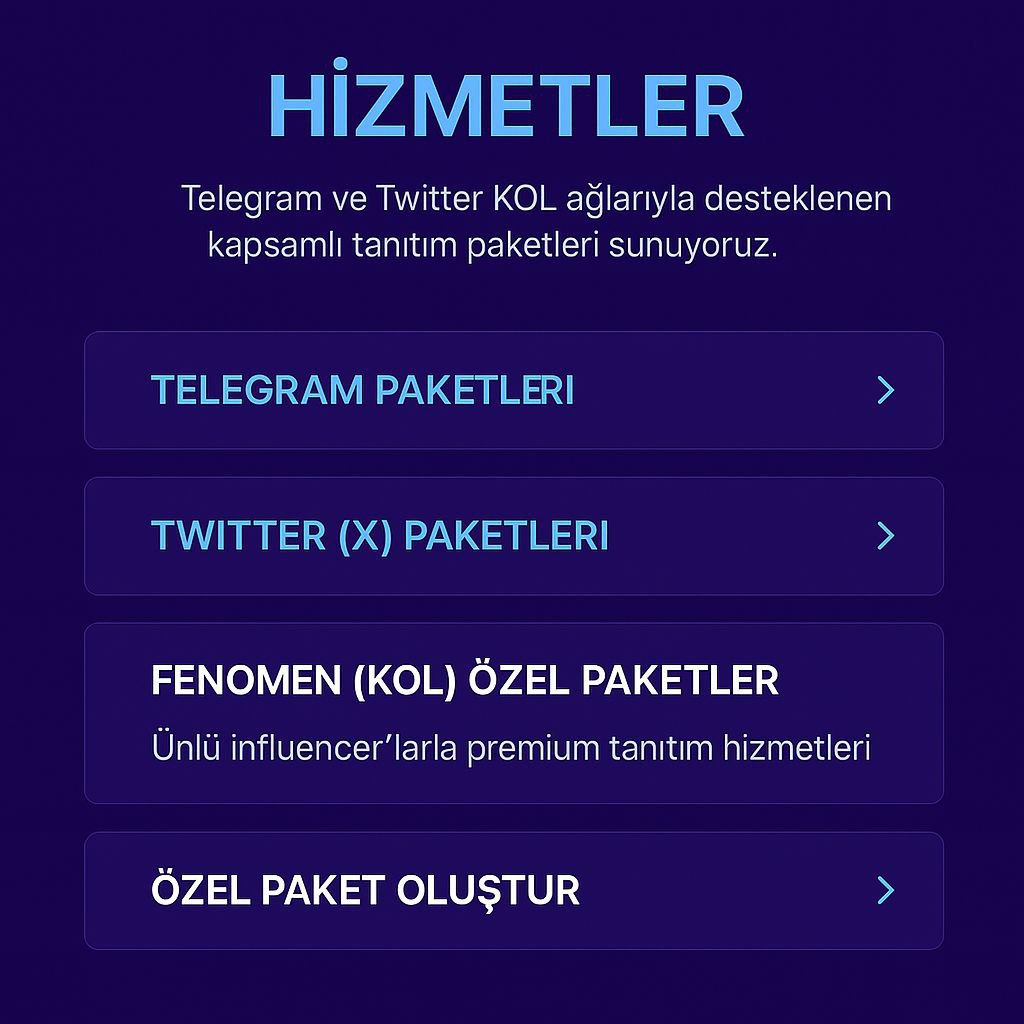 HİZMETLER
Telegram ve Twitter KOL ağlarıyla desteklenen
kapsamlı tanıtım paketleri sunuyoruz.
TELEGRAM PAKETLERI
TWITTER (X) PAKETLERI
FENOMEN (KOL) ÖZEL PAKETLER
Ünlü influencer’larla premium tanıtım hizmetleri
ÖZEL PAKET OLUŞTUR